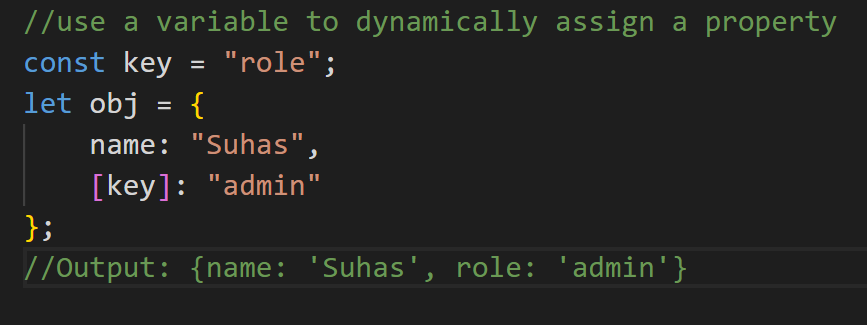 //use a variable to dynamically assign a property
const key = "role";
let obj = {
    name: "Suhas",
    [key]: "admin"
};
//Output: {name: 'Suhas', role: 'admin'}